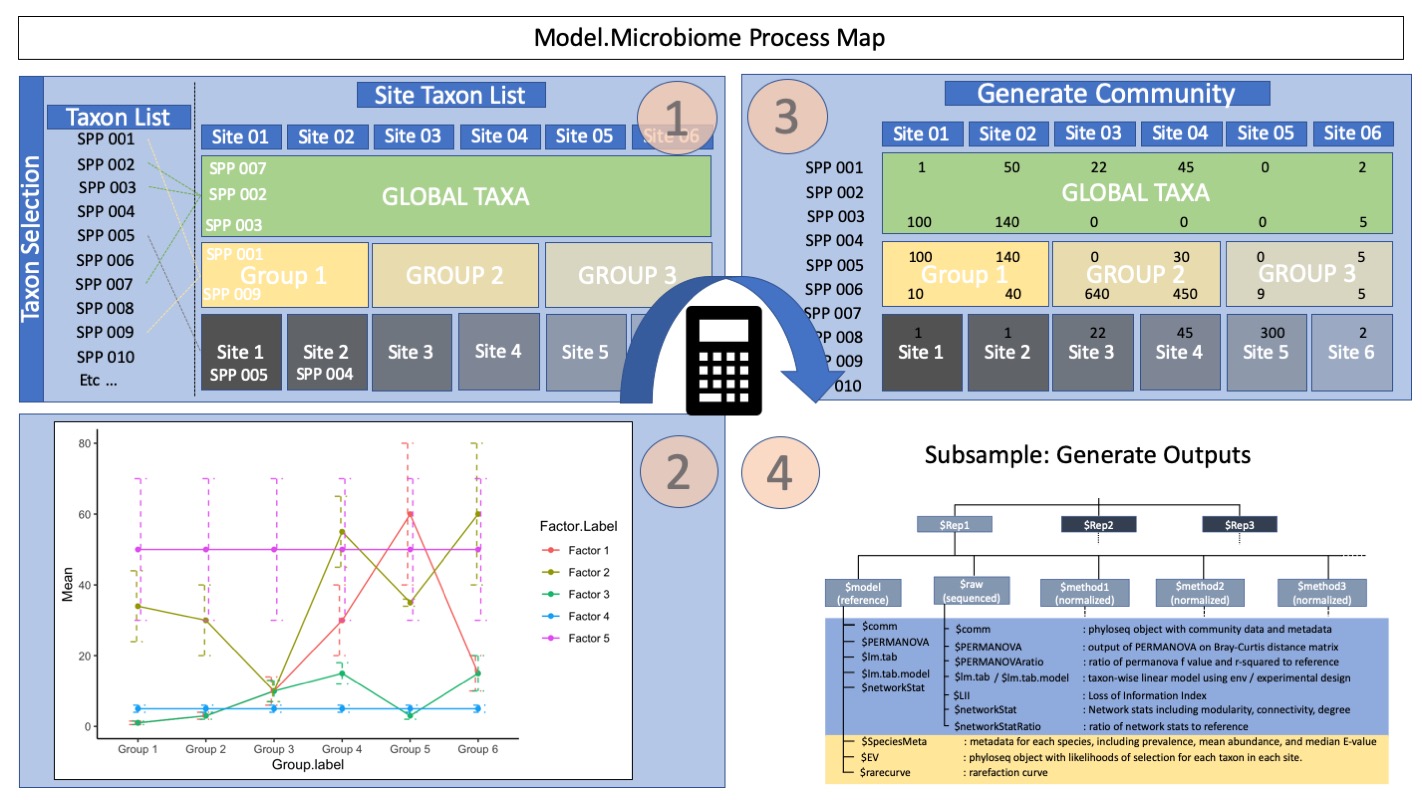 Model.Microbiome Process Map
Taxon Selection
Taxon List
SPP 001
SPP 002
SPP 003
SPP 004
SPP 005
SPP 006
SPP 007
SPP 008
SPP 009
SPP 010
Etc ...
Site Taxon List
1
Site 01 Site 02 Site 03 Site 04 Site 05 Site 06
SPP 007
SPP 002
SPP 003
GLOBAL TAXA
SPP 001
Group 1
SPP 009
GROUP 2
GROUP 3
Site 1
SPP 005
Site 2
SPP 004
Site 3
Site 4
Site 5
3
Generate Community
Site 01 Site 02 Site 03 Site 04 Site 05 Site 06
SPP 001
SPP 002
SPP 003
SPP 004
SPP 005
SPP 006
SPP 007
SPP 008
009
010
1 50 22 45 0 2
GLOBAL TAXA
100 140 0 0 0 5
100 140 0 30 0 5
Group 1 GROUP 2 GROUP 3
10 40 640 450 9 5
1 1 22 45 300 2
Site 1 Site 2 Site 3 Site 4 Site 5 Site 6
2
80
60
40
20
0
Mean
Group 1 Group 2 Group 3 Group 4 Group 5 Group 6
Group.label
Factor.Label
Factor 1
Factor 2
Factor 3
Factor 4
Factor 5
4
Subsample: Generate Outputs
$Rep1 $Rep2 $Rep3
$model
(reference)
$raw
(sequenced)
$method1
(normalized)
$method2
(normalized)
$method3
(normalized)
$comm
$PERMANOVA
$lm.tab
$lm.tab.model
$networkStat
$comm : phyloseq object with community data and metadata
$PERMANOVA : output of PERMANOVA on Bray-Curtis distance matrix
$PERMANOVAratio : ratio of permanova f value and r-squared to reference
$lm.tab / $lm.tab.model : taxon-wise linear model using env / experimental design
$LII : Loss of Information Index
$networkStat : Network stats including modularity, connectivity, degree
$networkStatRatio : ratio of network stats to reference
$SpeciesMeta : metadata for each species, including prevalence, mean abundance, and median E-value
$EV : phyloseq object with likelihoods of selection for each taxon in each site.
$rarecurve : rarefaction curve